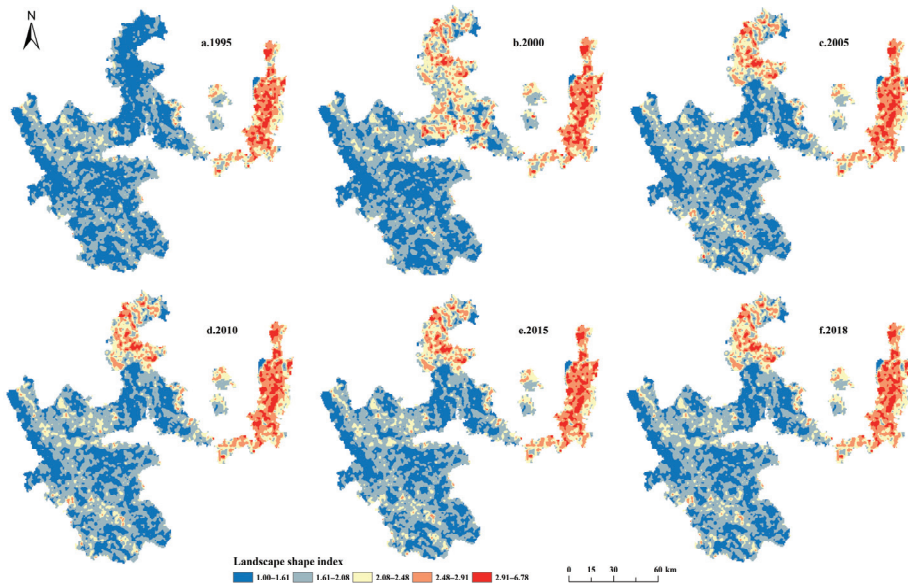 N
a.1995
b.2000
c.2005
d.2010
e.2015
f.2018
Landscape shape index
1.00–1.61 1.61–2.08 2.08–2.48 2.48–2.91 2.91–6.78
0 15 30 60 km